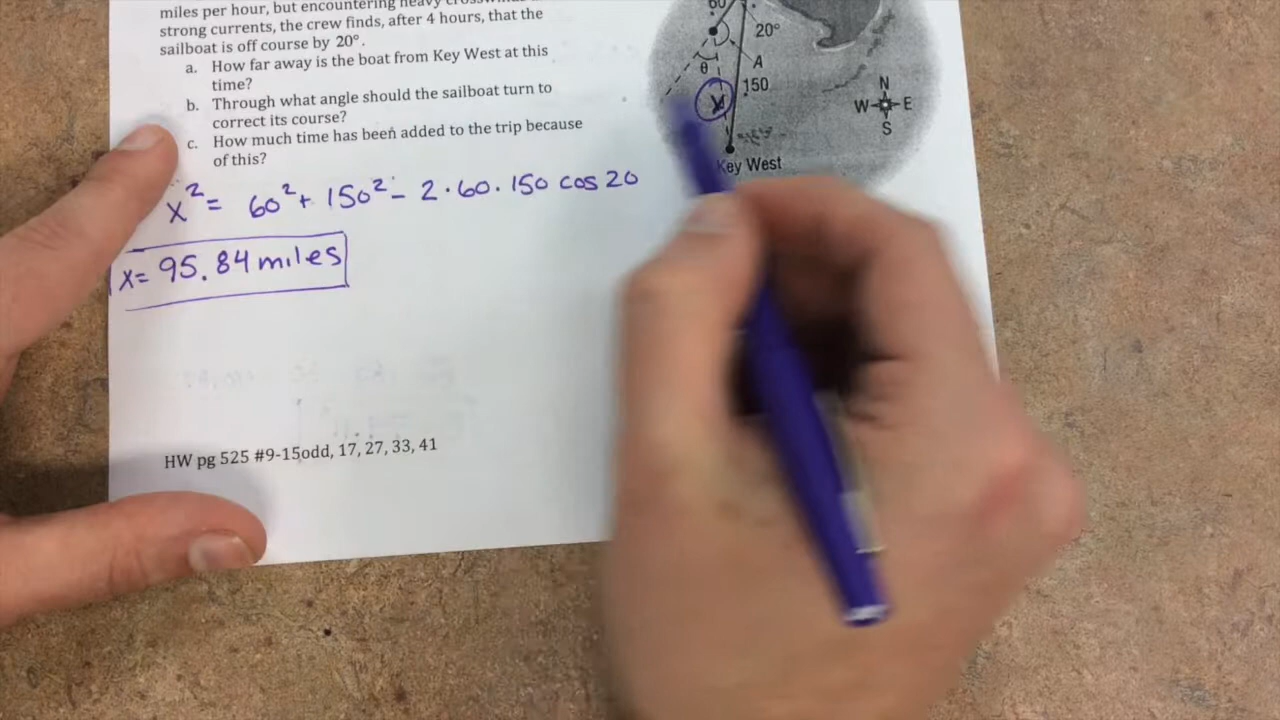 miles per hour, but encountering heavy
strong currents, the crew finds, after 4 hours, that the
sailboat is off course by 20°.
a. How far away is the boat from Key West at this
time?
b. Through what angle should the sailboat turn to
correct its course?
c. How much time has been added to the trip because
of this?
x² = 60² + 150² - 2 · 60 · 150 cos 20
x = 95.84 miles
HW pg 525 #9-15odd, 17, 27, 33, 41
60
20°
A
θ
150
x
Key West
N
W E
S